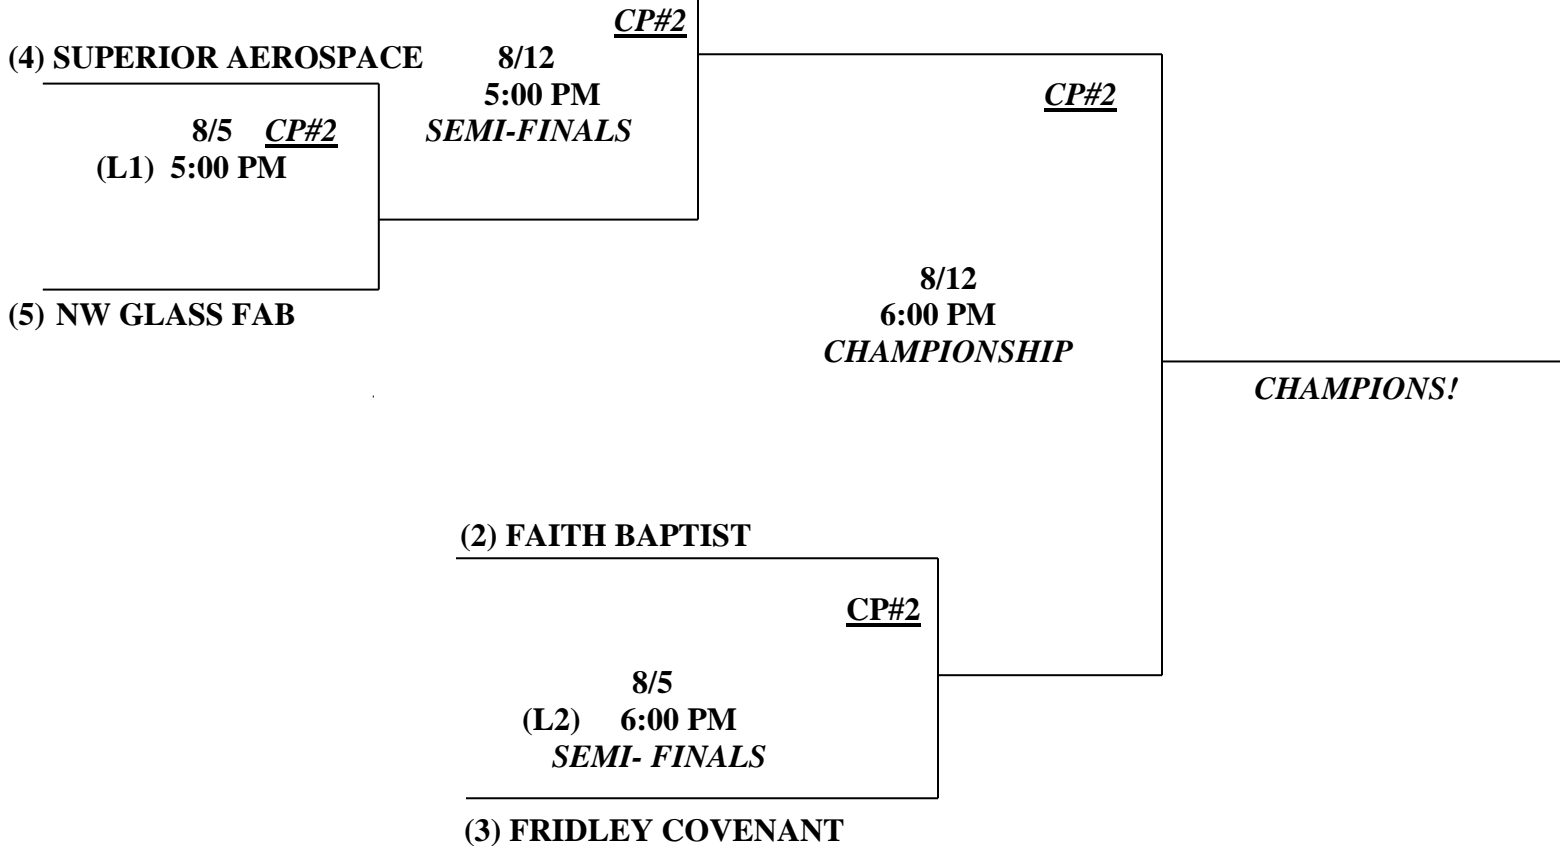 CP#2
(4) SUPERIOR AEROSPACE 8/12
5:00 PM
CP#2
8/5 CP#2 SEMI-FINALS
(L1) 5:00 PM
8/12
(5) NW GLASS FAB 6:00 PM
CHAMPIONSHIP
CHAMPIONS!
(2) FAITH BAPTIST
CP#2
8/5
(L2) 6:00 PM
SEMI- FINALS
(3) FRIDLEY COVENANT